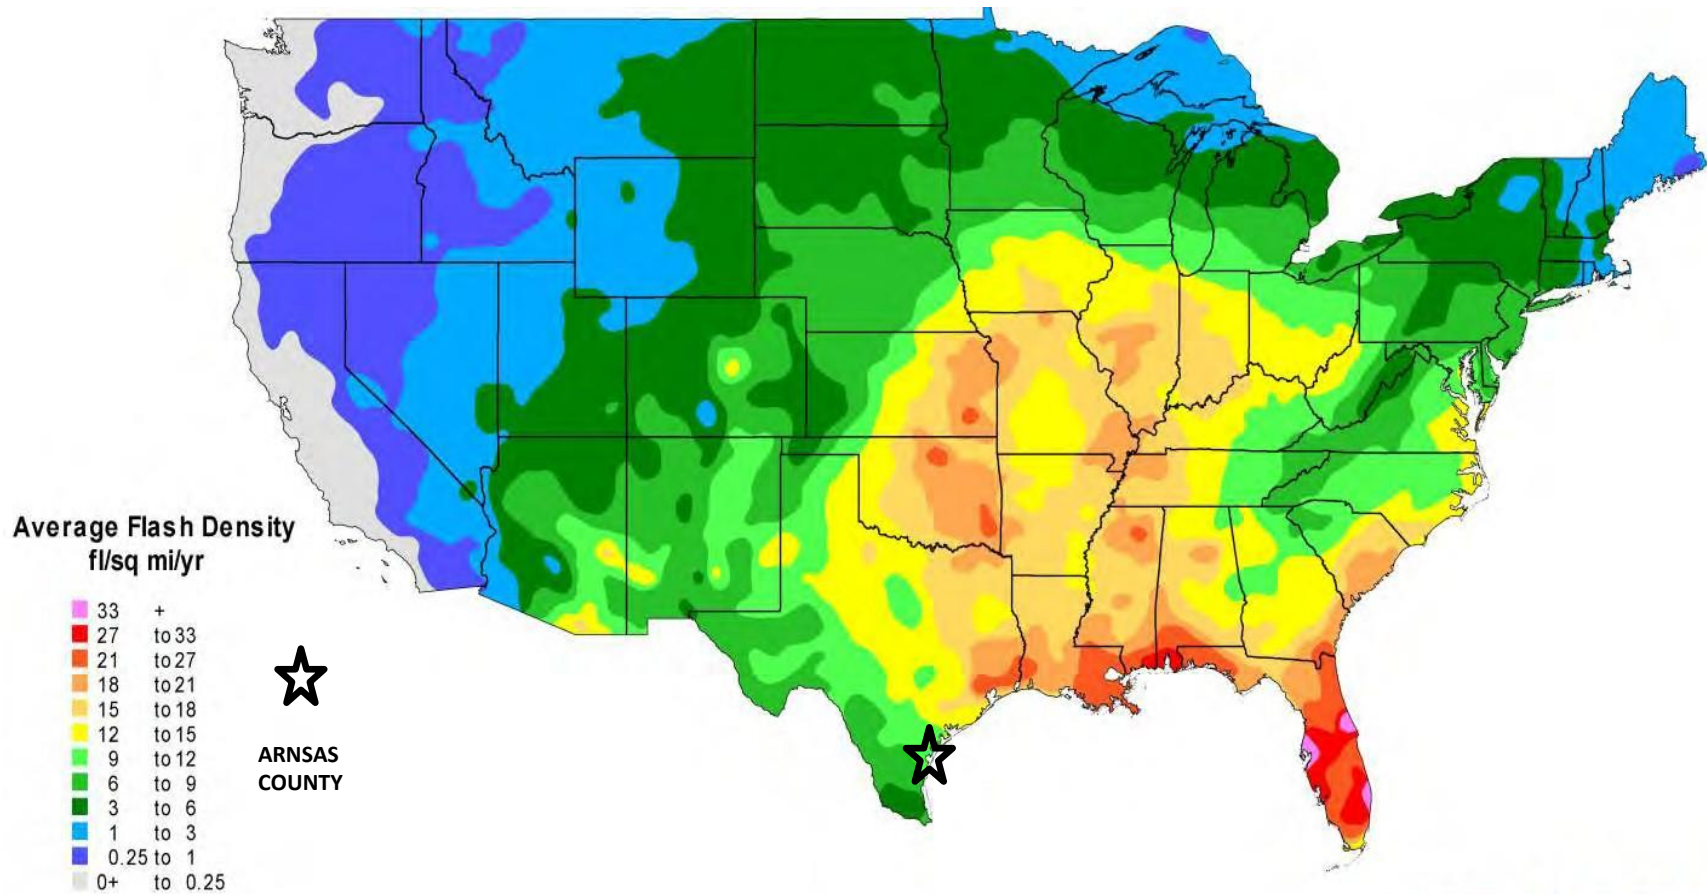 Average Flash Density
fl/sq mi/yr
33 +
27 to 33
21 to 27
18 to 21
15 to 18
12 to 15
9 to 12
6 to 9
3 to 6
1 to 3
0.25 to 1
0+ to 0.25
ARNSAS
COUNTY